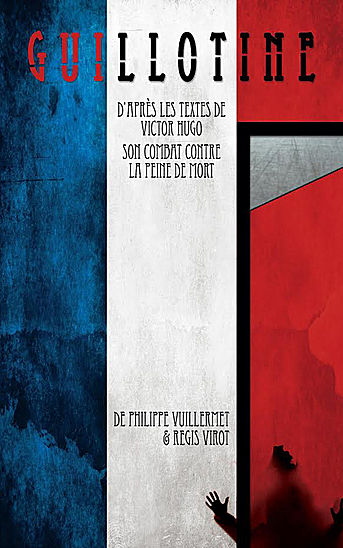 GUILLOTINE
D'APRÈS LES TEXTES DE
VICTOR HUGO
SON COMBAT CONTRE
LA PEINE DE MORT
DE PHILIPPE VUILLERMET
& REGIS VIROT